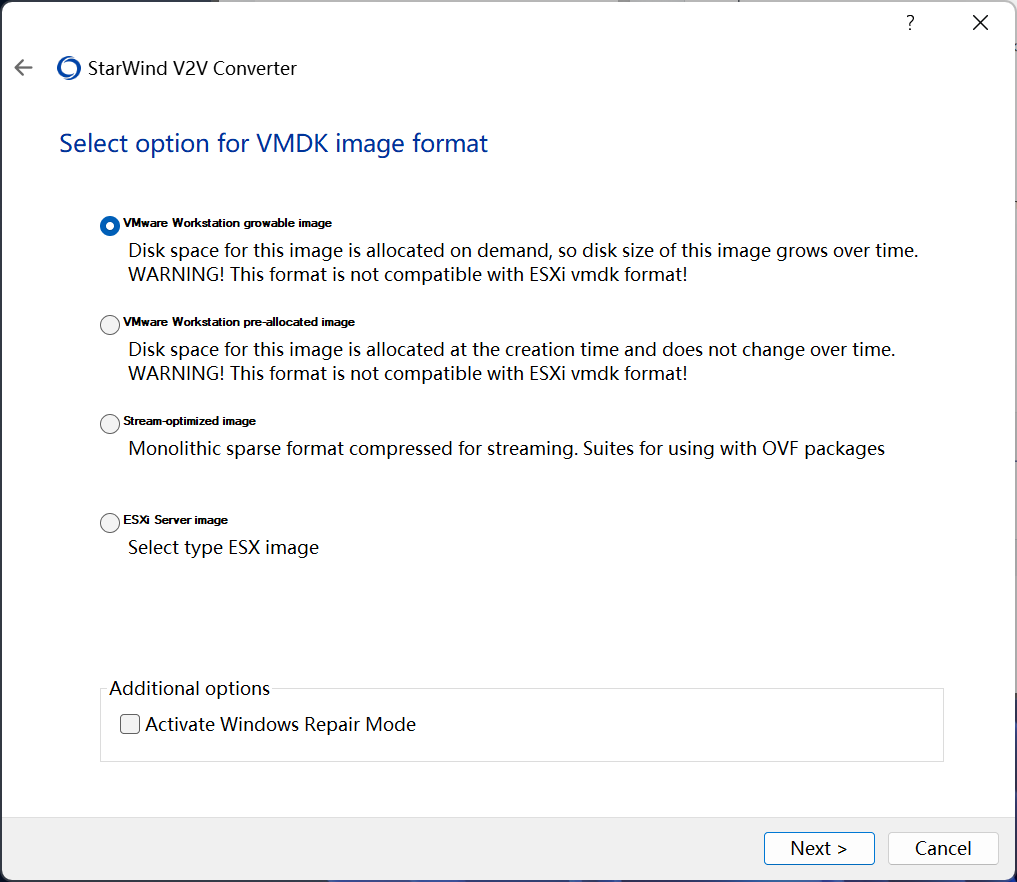 ?
StarWind V2V Converter
Select option for VMDK image format
VMware Workstation growable image
Disk space for this image is allocated on demand, so disk size of this image grows over time.
WARNING! This format is not compatible with ESXi vmdk format!
VMware Workstation pre-allocated image
Disk space for this image is allocated at the creation time and does not change over time.
WARNING! This format is not compatible with ESXi vmdk format!
Stream-optimized image
Monolithic sparse format compressed for streaming. Suites for using with OVF packages
ESXi Server image
Select type ESX image
Additional options
Activate Windows Repair Mode
Next >
Cancel